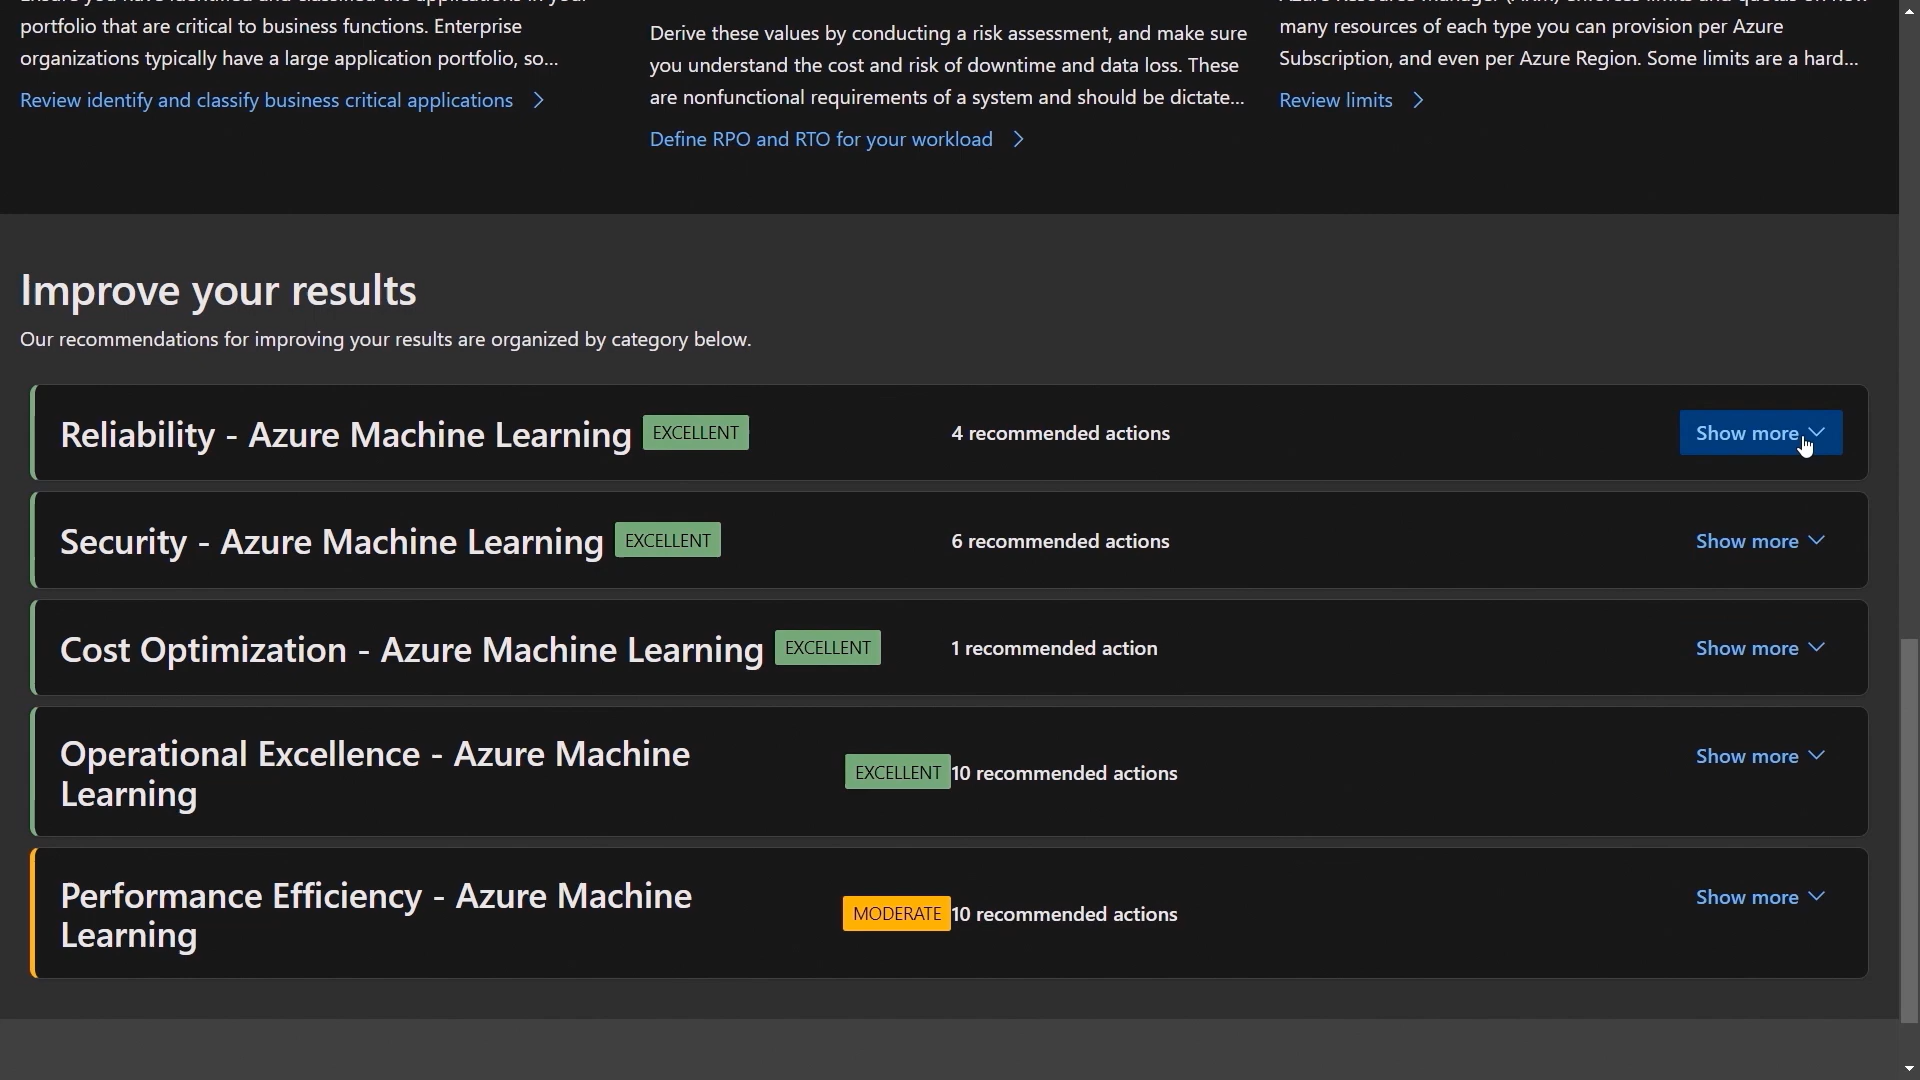 portfolio that are critical to business functions. Enterprise
organizations typically have a large application portfolio, so...
Review identify and classify business critical applications
Derive these values by conducting a risk assessment, and make sure
you understand the cost and risk of downtime and data loss. These
are nonfunctional requirements of a system and should be dictate...
Define RPO and RTO for your workload
many resources of each type you can provision per Azure
Subscription, and even per Azure Region. Some limits are a hard...
Review limits
Improve your results
Our recommendations for improving your results are organized by category below.
Reliability - Azure Machine Learning EXCELLENT 4 recommended actions Show more
Security - Azure Machine Learning EXCELLENT 6 recommended actions Show more
Cost Optimization - Azure Machine Learning EXCELLENT 1 recommended action Show more
Operational Excellence - Azure Machine
Learning
EXCELLENT 10 recommended actions Show more
Performance Efficiency - Azure Machine
Learning
MODERATE 10 recommended actions Show more